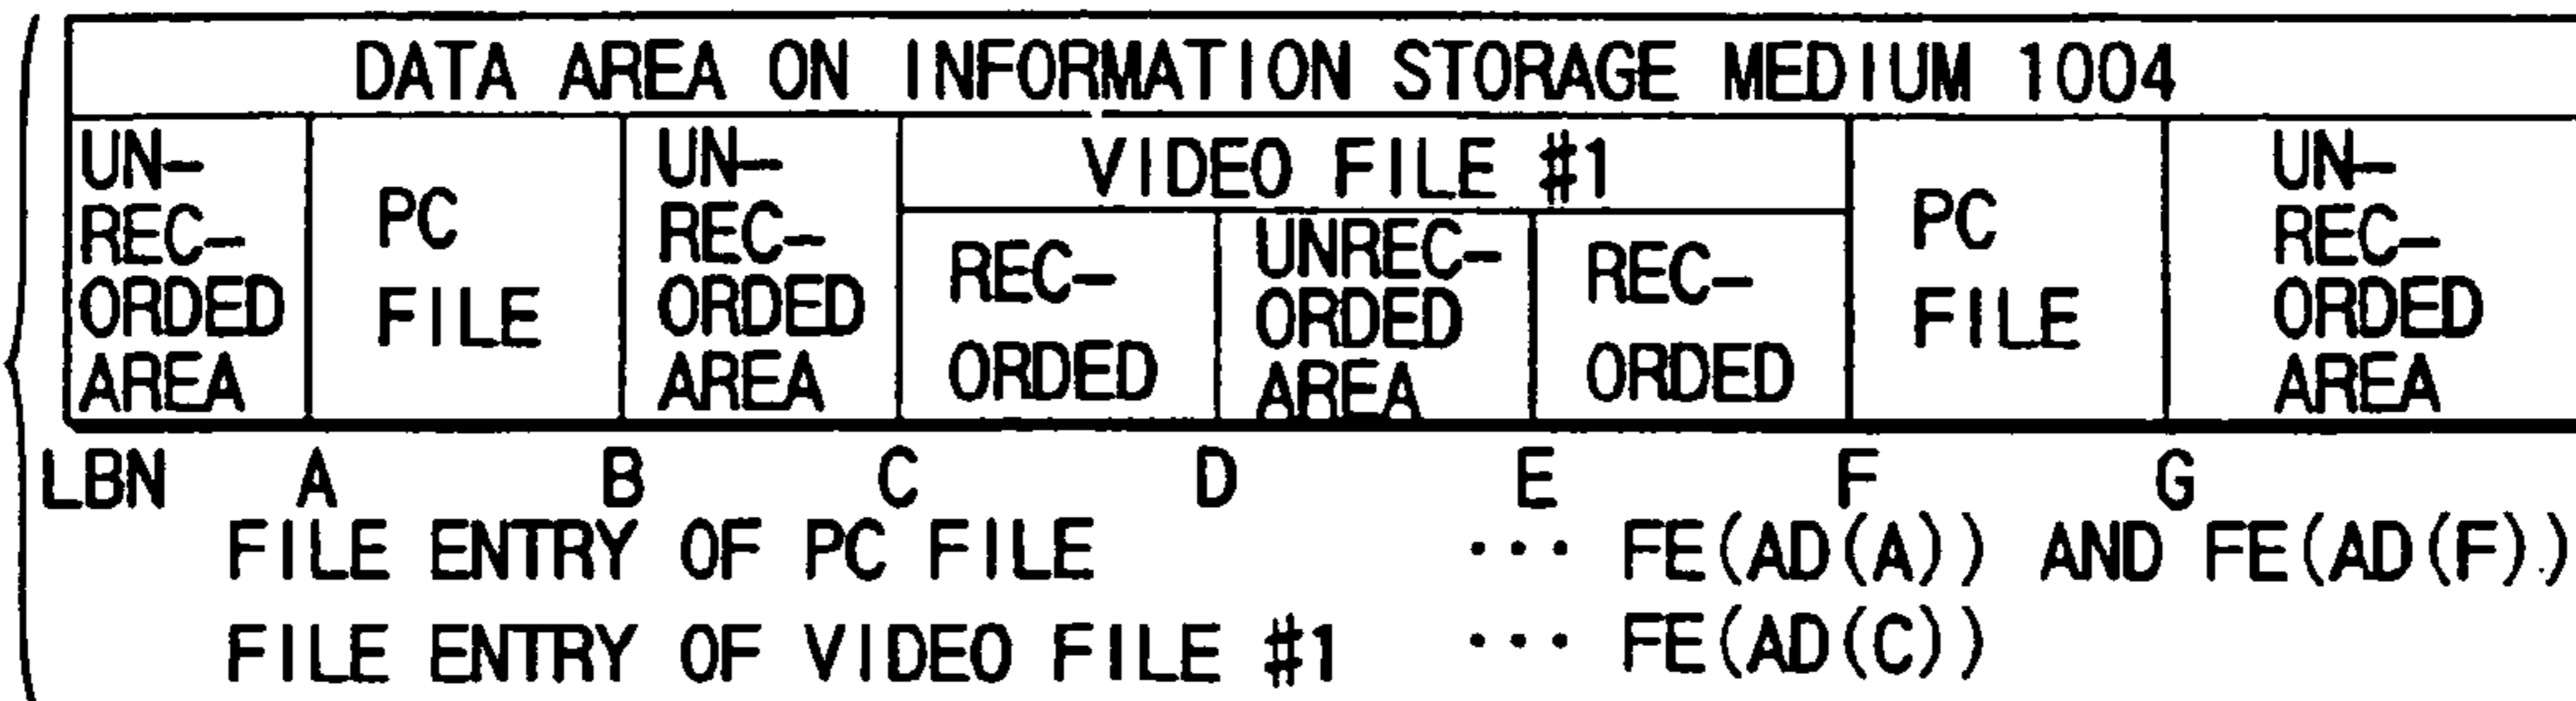 DATA AREA ON INFORMATION STORAGE MEDIUM 1004
UN-
REC-
ORDED
AREA
PC
FILE
UN-
REC-
ORDED
AREA
VIDEO FILE #1
REC-
ORDED
UNREC-
ORDED
AREA
REC-
ORDED
PC
FILE
UN-
REC-
ORDED
AREA
LBN A B C D E F G
FILE ENTRY OF PC FILE ··· FE(AD(A)) AND FE(AD(F))
FILE ENTRY OF VIDEO FILE #1 ··· FE(AD(C))